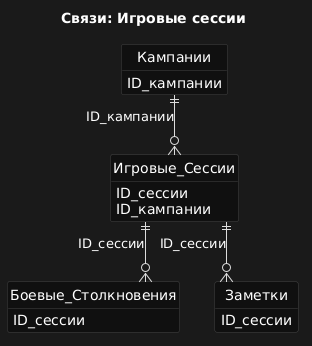 Связи: Игровые сессии
Кампании
ID_кампании
ID_кампании
Игровые_Сессии
ID_сессии
ID_кампании
ID_сессии
ID_сессии
Боевые_Столкновения
ID_сессии
Заметки
ID_сессии